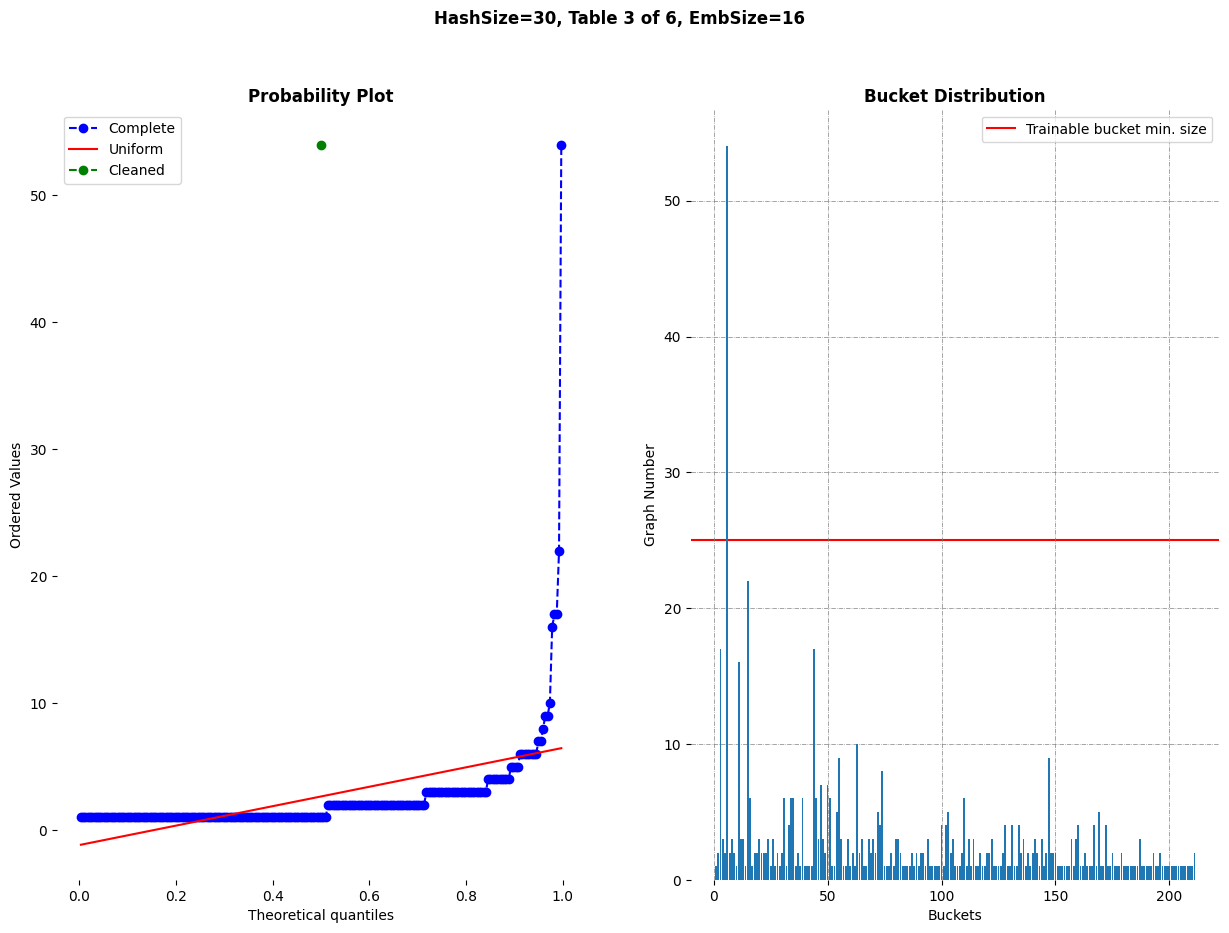 HashSize=30, Table 3 of 6, EmbSize=16
Probability Plot
Complete
Uniform
Cleaned
Ordered Values
50
40
30
20
10
0
0.0 0.2 0.4 0.6 0.8 1.0
Theoretical quantiles
Bucket Distribution
Trainable bucket min. size
Graph Number
50
40
30
20
10
0
0 50 100 150 200
Buckets